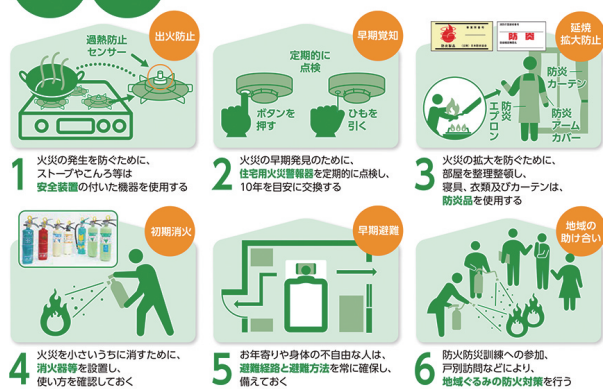 出火防止
過熱防止
センサー
1
火災の発生を防ぐために、
ストーブやこんろ等は
安全装置の付いた機器を使用する
早期覚知
定期的に
点検
ボタンを
押す
ひもを
引く
2
火災の早期発見のために、
住宅用火災警報器を定期的に点検し、
10年を目安に交換する
延焼
拡大防止
防炎
防炎
カーテン
防炎
エプロン
防炎
アーム
カバー
3
火災の拡大を防ぐために、
部屋を整理整頓し、
寝具、衣類及びカーテンは、
防炎品を使用する
初期消火
4
火災を小さいうちに消すために、
消火器等を設置し、
使い方を確認しておく
早期避難
5
お年寄りや身体の不自由な人は、
避難経路と避難方法を常に確保し、
備えておく
地域の
助け合い
6
防火防災訓練への参加、
戸別訪問などにより、
地域ぐるみの防火対策を行う